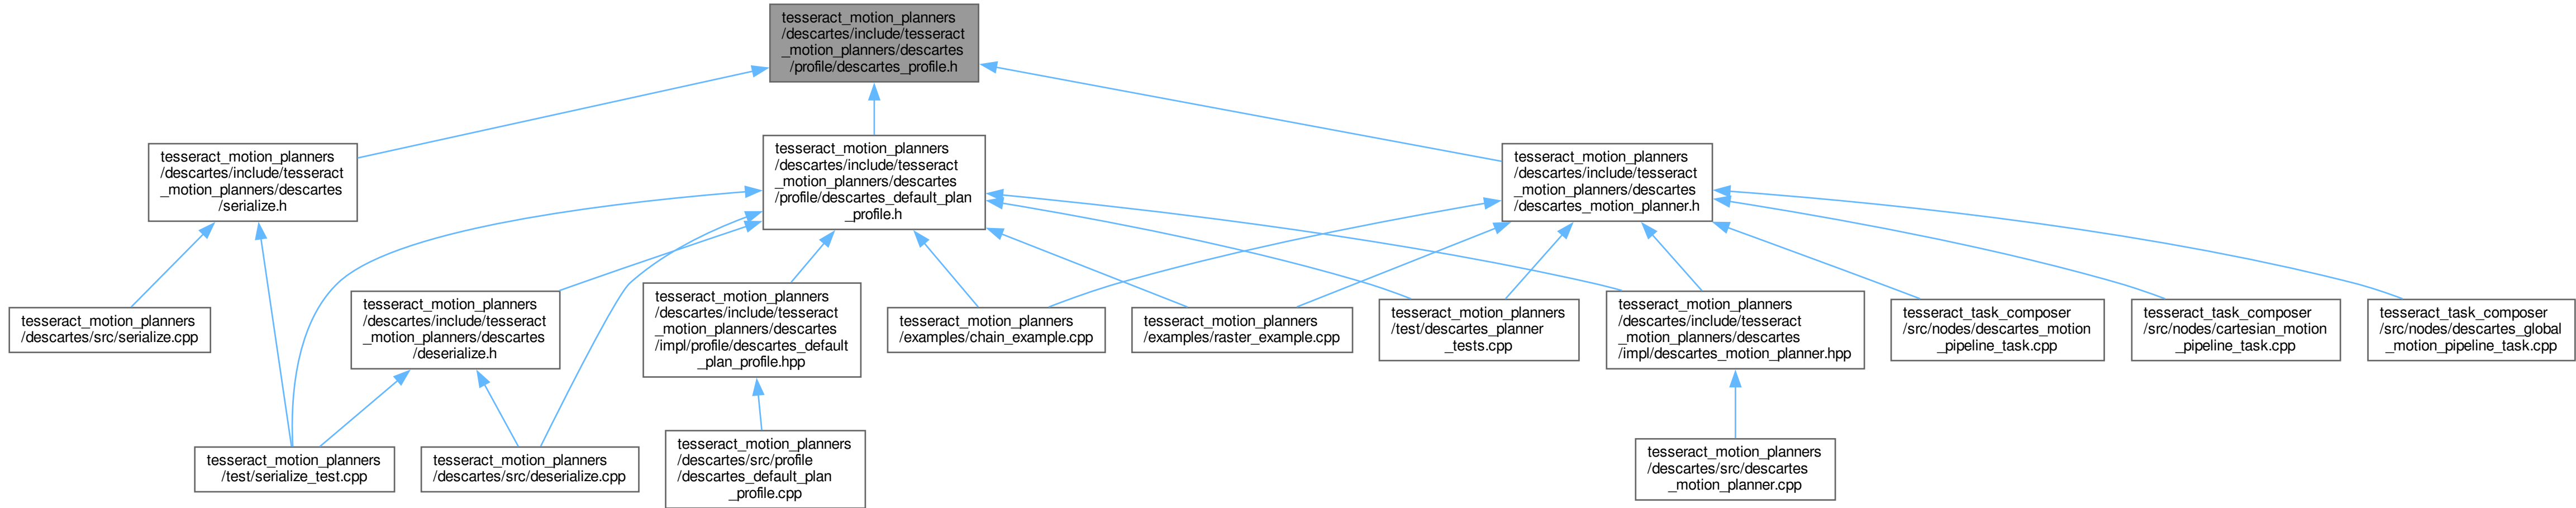 tesseract_motion_planners
/descartes/include/tesseract
_motion_planners/descartes
/profile/descartes_profile.h
tesseract_motion_planners
/descartes/include/tesseract
_motion_planners/descartes
/serialize.h
tesseract_motion_planners
/descartes/include/tesseract
_motion_planners/descartes
/profile/descartes_default_plan
_profile.h
tesseract_motion_planners
/descartes/include/tesseract
_motion_planners/descartes
/descartes_motion_planner.h
tesseract_motion_planners
/descartes/src/serialize.cpp
tesseract_motion_planners
/descartes/include/tesseract
_motion_planners/descartes
/deserialize.h
tesseract_motion_planners
/descartes/include/tesseract
_motion_planners/descartes
/impl/profile/descartes_default
_plan_profile.hpp
tesseract_motion_planners
/examples/chain_example.cpp
tesseract_motion_planners
/examples/raster_example.cpp
tesseract_motion_planners
/test/descartes_planner
_tests.cpp
tesseract_motion_planners
/descartes/include/tesseract
_motion_planners/descartes
/impl/descartes_motion_planner.hpp
tesseract_task_composer
/src/nodes/descartes_motion
_pipeline_task.cpp
tesseract_task_composer
/src/nodes/cartesian_motion
_pipeline_task.cpp
tesseract_task_composer
/src/nodes/descartes_global
_motion_pipeline_task.cpp
tesseract_motion_planners
/test/serialize_test.cpp
tesseract_motion_planners
/descartes/src/deserialize.cpp
tesseract_motion_planners
/descartes/src/profile
/descartes_default_plan
_profile.cpp
tesseract_motion_planners
/descartes/src/descartes
_motion_planner.cpp